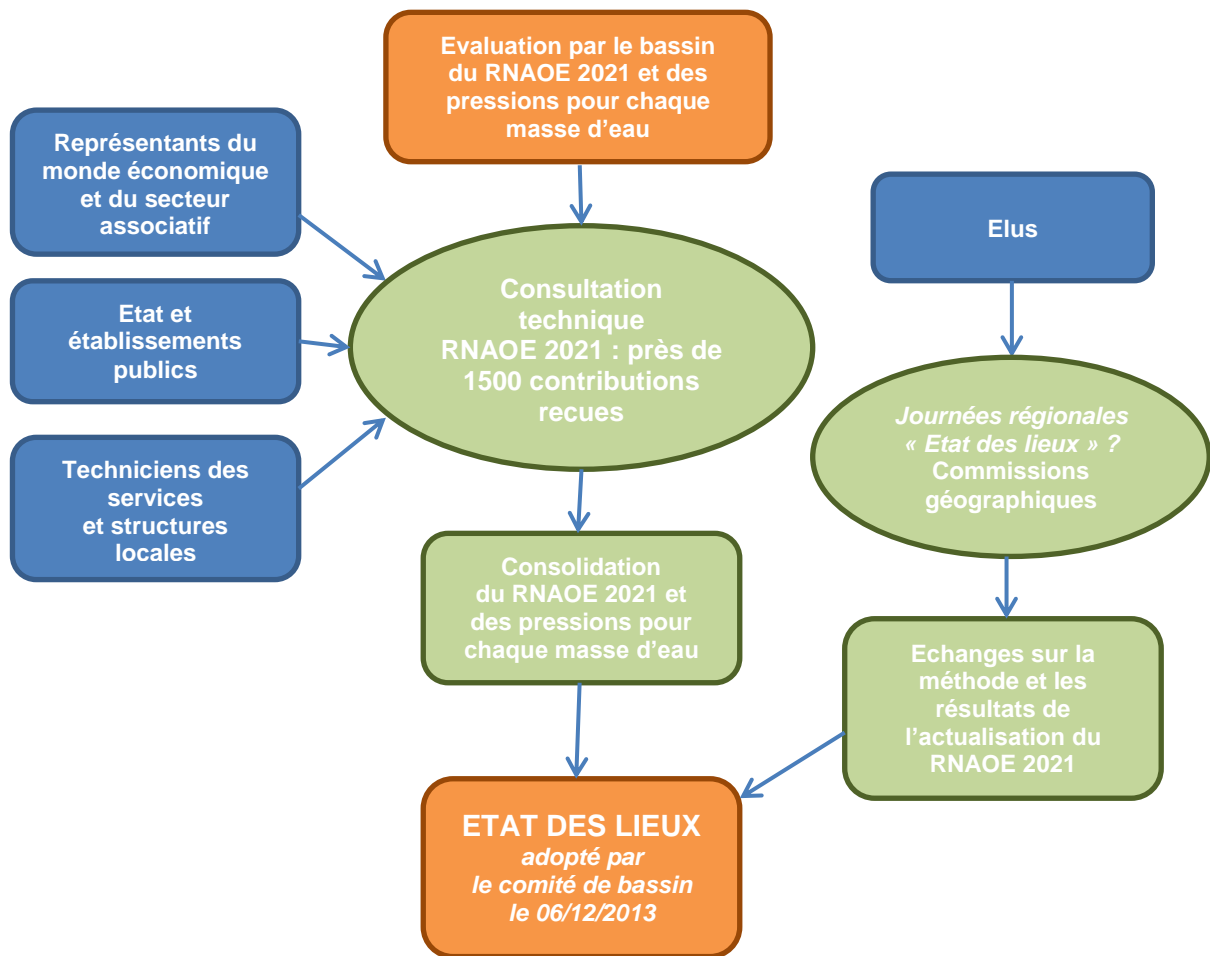 Evaluation par le bassin
du RNAOE 2021 et des
pressions pour chaque
masse d’eau
Représentants du
monde économique
et du secteur
associatif
Elus
Etat et
établissements
publics
Consultation
technique
RNAOE 2021 : près de
1500 contributions
recues
Journées régionales
« Etat des lieux » ?
Commissions
géographiques
Techniciens des
services
et structures
locales
Consolidation
du RNAOE 2021 et
des pressions pour
chaque masse d’eau
Echanges sur la
méthode et les
résultats de
l’actualisation du
RNAOE 2021
ETAT DES LIEUX
adopté par
le comité de bassin
le 06/12/2013